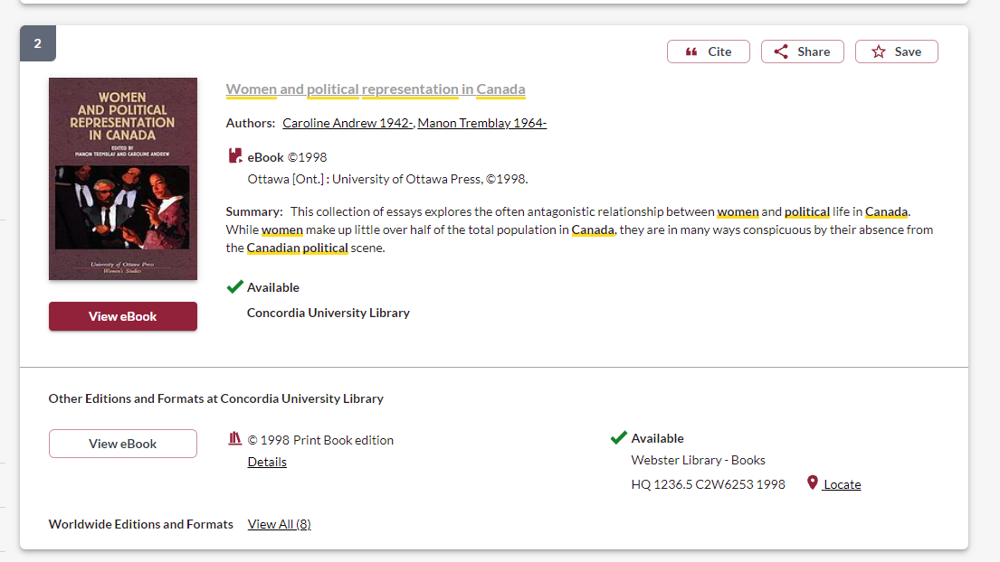 2
Cite
Share
Save
WOMEN
AND POLITICAL
REPRESENTATION
IN CANADA
EDITED BY
MANON TREMBLAY AND CAROLINE ANDREW
University of Ottawa Press
Women's Studies
View eBook
Women and political representation in Canada
Authors: Caroline Andrew 1942-, Manon Tremblay 1964-
eBook ©1998
Ottawa [Ont.] : University of Ottawa Press, ©1998.
Summary: This collection of essays explores the often antagonistic relationship between women and political life in Canada.
While women make up little over half of the total population in Canada, they are in many ways conspicuous by their absence from
the Canadian political scene.
Available
Concordia University Library
Other Editions and Formats at Concordia University Library
View eBook
© 1998 Print Book edition
Details
Available
Webster Library - Books
HQ 1236.5 C2W6253 1998 Locate
Worldwide Editions and Formats View All (8)